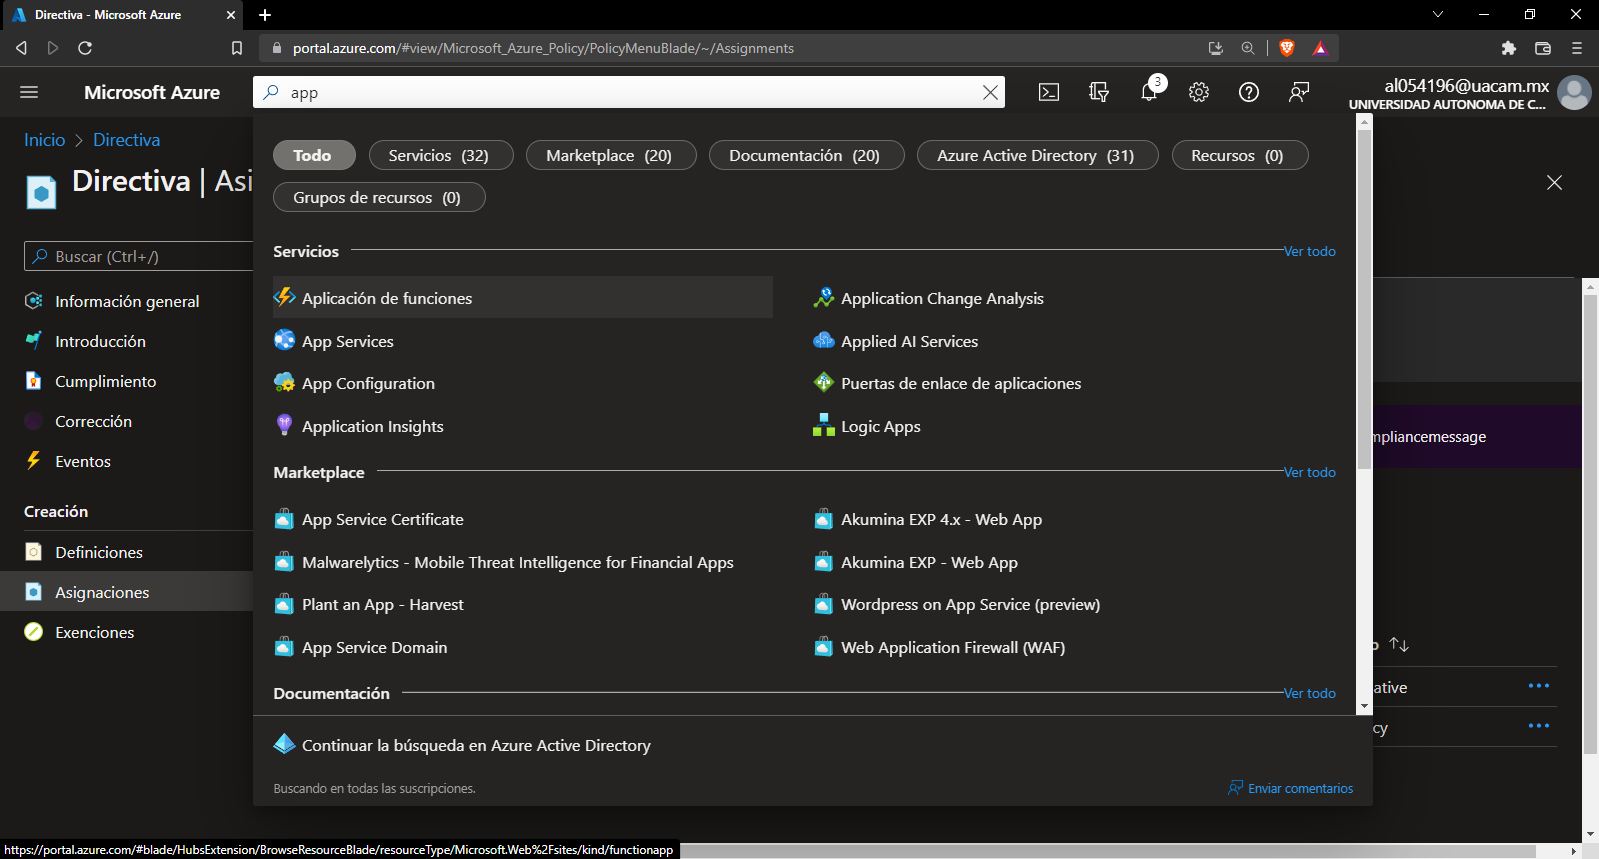 Directiva - Microsoft Azure
portal.azure.com/#view/Microsoft_Azure_Policy/PolicyMenuBlade/~/Assignments
Microsoft Azure
app
3
al054196@uacam.mx
UNIVERSIDAD AUTONOMA DE C...
Inicio > Directiva
Directiva | Asi
Buscar (Ctrl+/)
Información general
Introducción
Cumplimiento
Corrección
Eventos
Creación
Definiciones
Asignaciones
Exenciones
Todo
Servicios (32)
Marketplace (20)
Documentación (20)
Azure Active Directory (31)
Recursos (0)
Grupos de recursos (0)
Servicios
Ver todo
Aplicación de funciones
Application Change Analysis
App Services
Applied AI Services
App Configuration
Puertas de enlace de aplicaciones
Application Insights
Logic Apps
Marketplace
Ver todo
App Service Certificate
Akumina EXP 4.x - Web App
Malwarelytics - Mobile Threat Intelligence for Financial Apps
Akumina EXP - Web App
Plant an App - Harvest
Wordpress on App Service (preview)
App Service Domain
Web Application Firewall (WAF)
Documentación
Ver todo
Continuar la búsqueda en Azure Active Directory
Buscando en todas las suscripciones.
Enviar comentarios
mpliancemessage
o
ative
cy
https://portal.azure.com/#blade/HubsExtension/BrowseResourceBlade/resourceType/Microsoft.Web%2Fsites/kind/functionapp